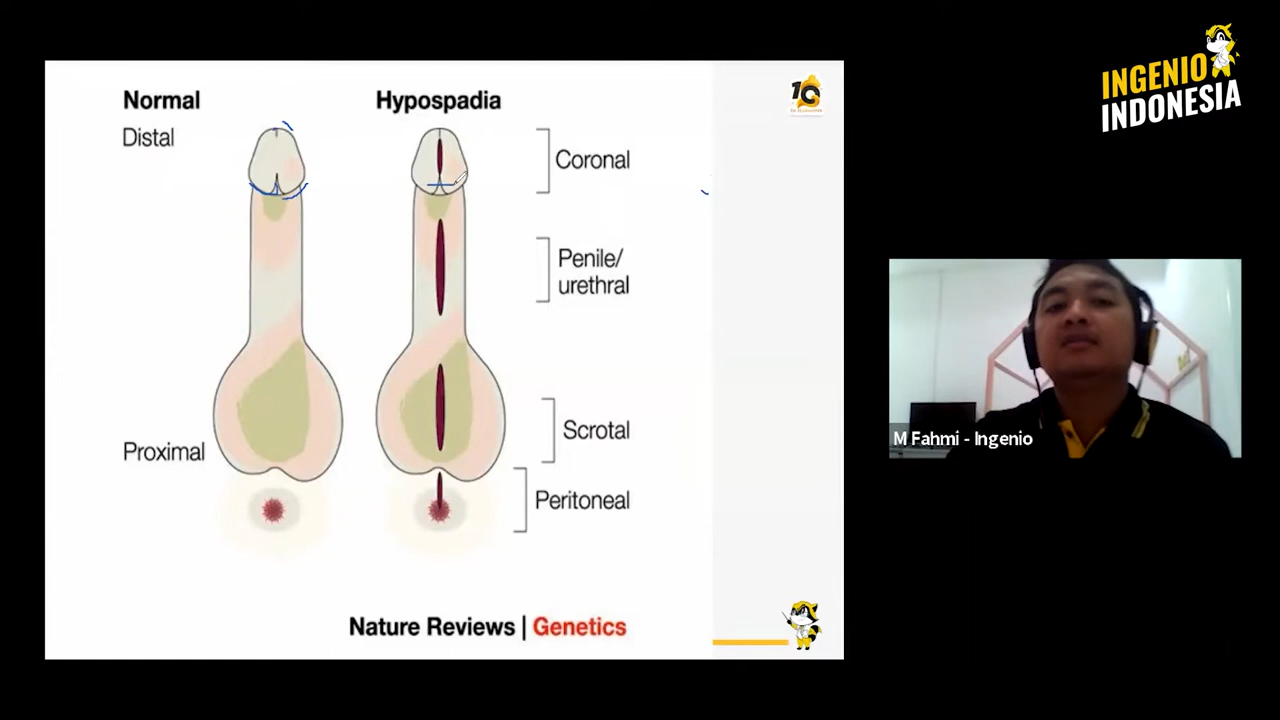 Normal
Hypospadia
Distal
Coronal
Penile/
urethral
Scrotal
Proximal
Peritoneal
Nature Reviews | Genetics
INGENIO
INDONESIA
M Fahmi - Ingenio